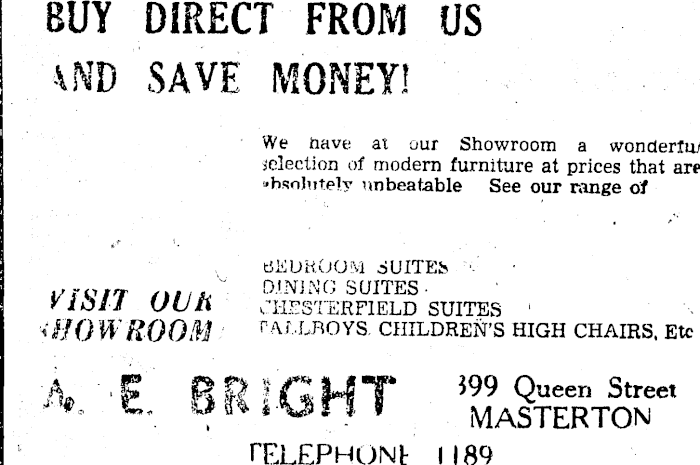 BUY DIRECT FROM US
AND SAVE MONEY!
We have at our Showroom a wonderful
selection of modern furniture at prices that are
absolutely unbeatable See our range of
BEDROOM SUITES
DINING SUITES
CHESTERFIELD SUITES
TALLBOYS, CHILDREN'S HIGH CHAIRS, Etc
VISIT OUR
SHOWROOM
A. E. BRIGHT
399 Queen Street
MASTERTON
TELEPHONE 1189